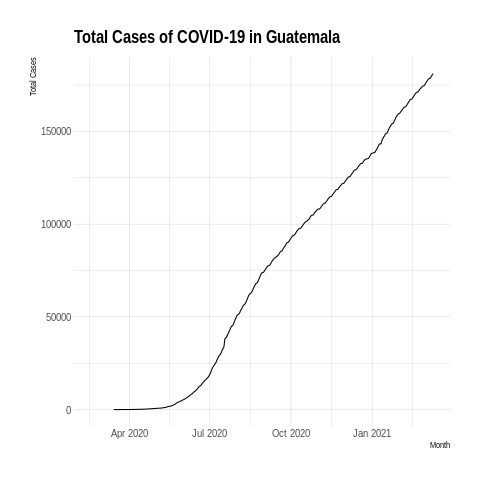 Total Cases of COVID-19 in Guatemala
Total Cases
150000
100000
50000
0
Apr 2020 Jul 2020 Oct 2020 Jan 2021
Month